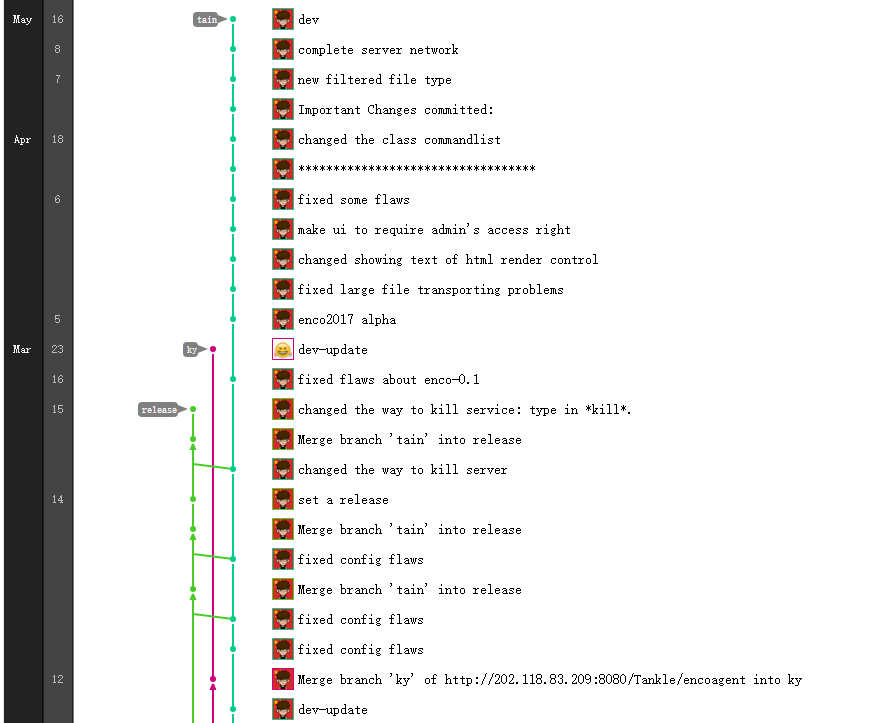 May 16 tain dev
8 complete server network
7 new filtered file type
Important Changes committed:
Apr 18 changed the class commandlist
**********************************
6 fixed some flaws
make ui to require admin's access right
changed showing text of html render control
fixed large file transporting problems
5 enco2017 alpha
Mar 23 ky dev-update
16 fixed flaws about enco-0.1
15 release changed the way to kill service: type in *kill*.
Merge branch 'tain' into release
changed the way to kill server
14 set a release
Merge branch 'tain' into release
fixed config flaws
Merge branch 'tain' into release
fixed config flaws
fixed config flaws
12 Merge branch 'ky' of http://202.118.83.209:8080/Tankle/encoagent into ky
dev-update